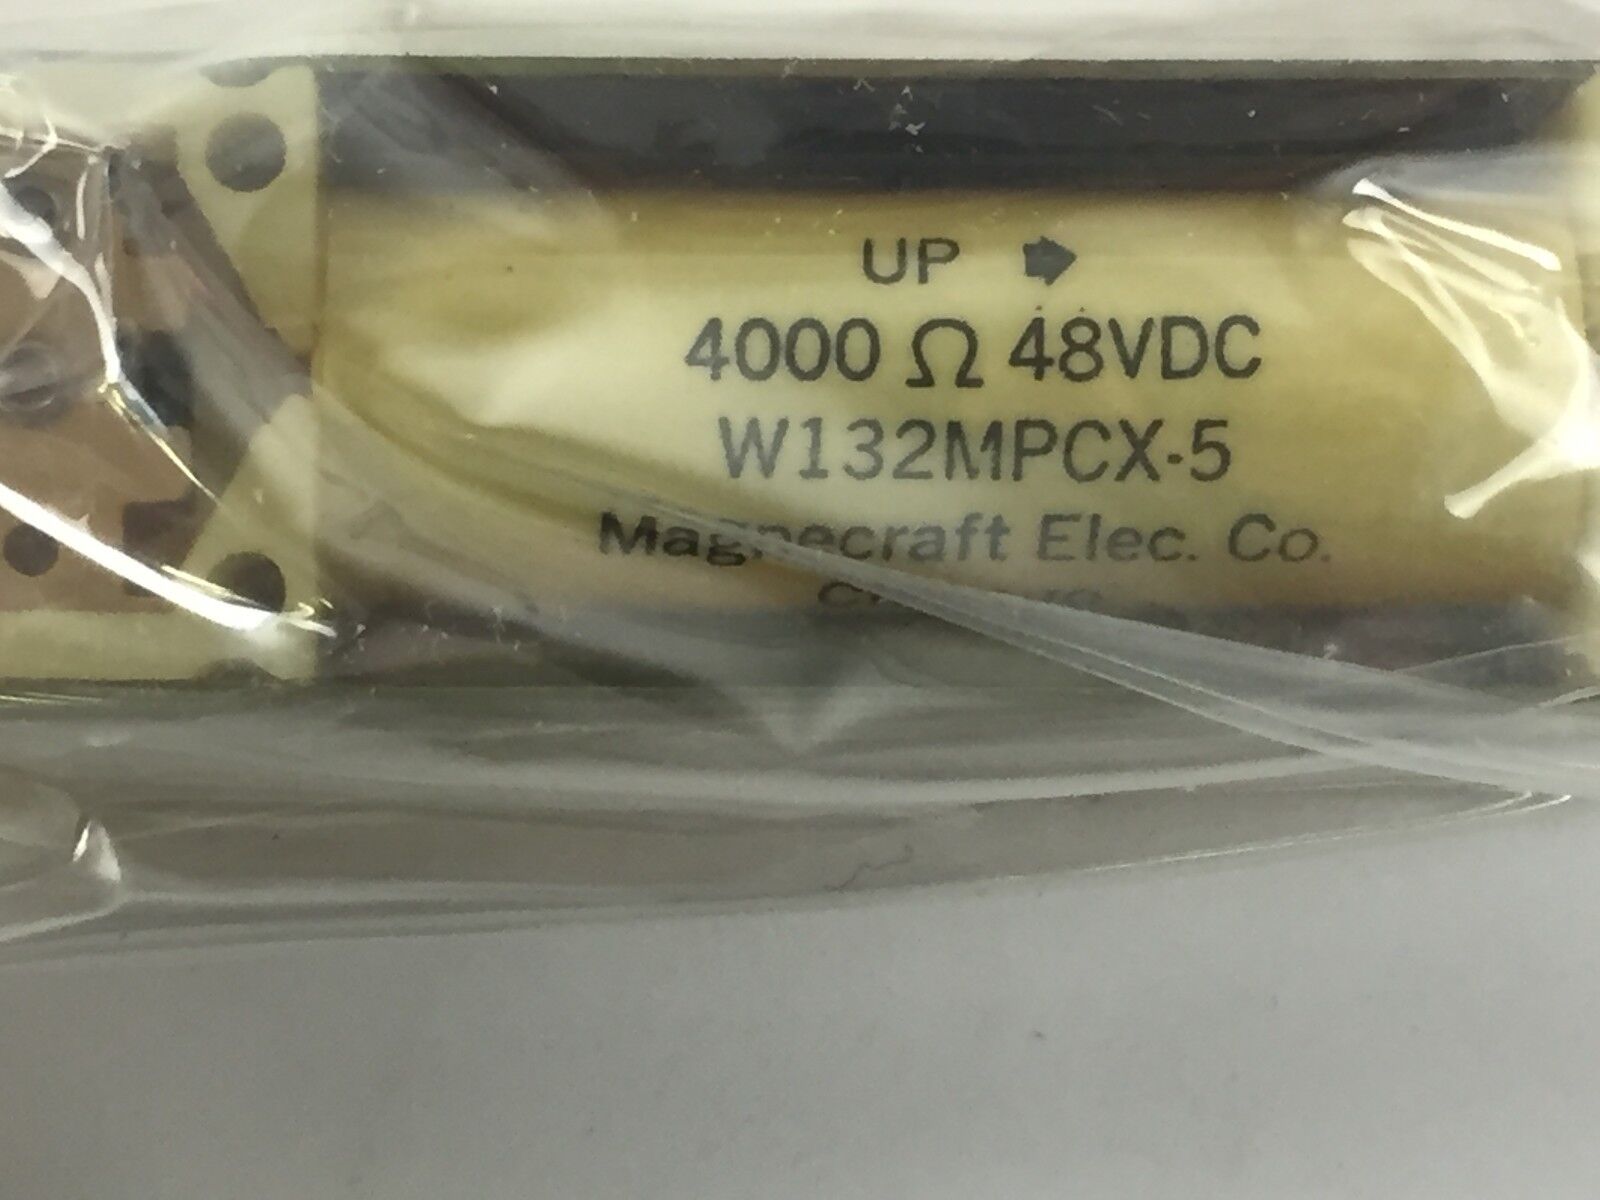 UP ➡
4000 Ω 48VDC
W132MPCX-5
Magnecraft Elec. Co.